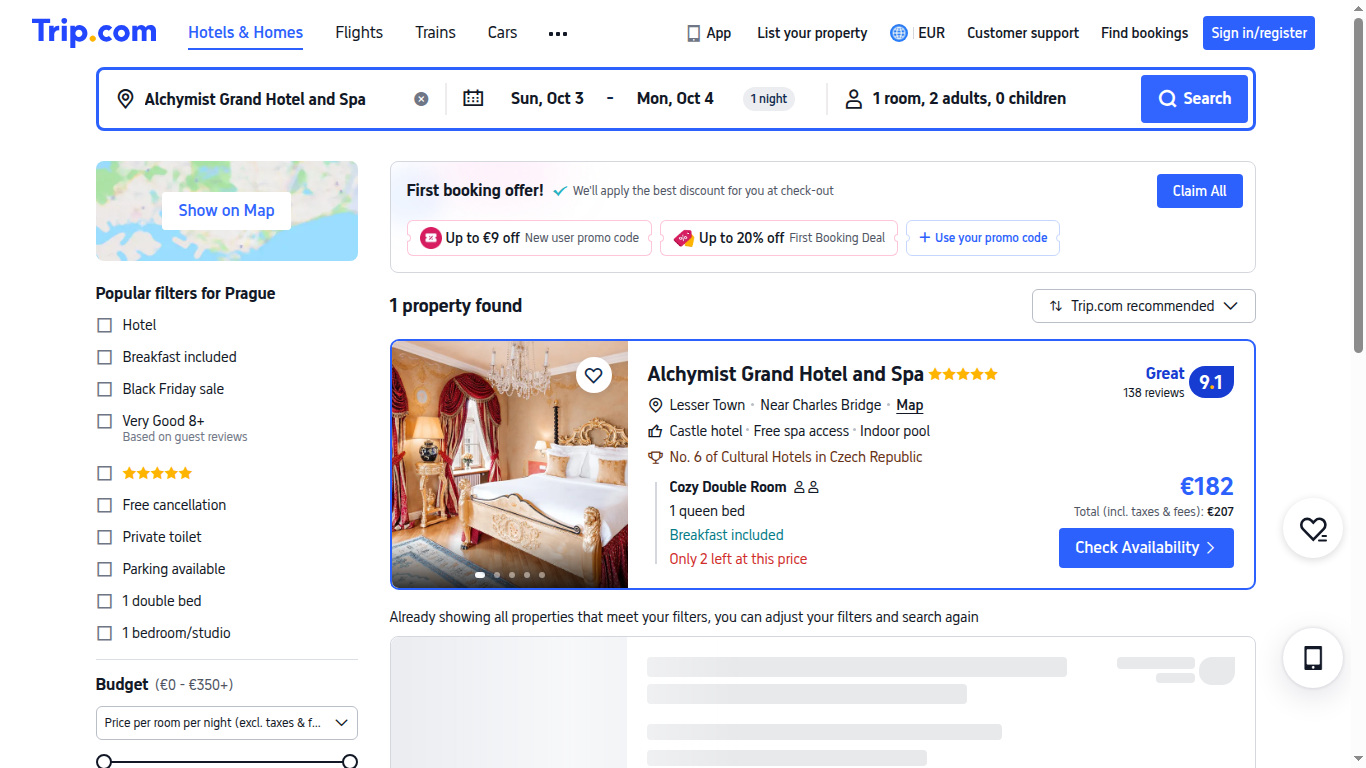 Trip.com
Hotels & Homes
Flights
Trains
Cars
App
List your property
EUR
Customer support
Find bookings
Sign in/register
Alchymist Grand Hotel and Spa
Sun, Oct 3 - Mon, Oct 4
1 night
1 room, 2 adults, 0 children
Search
Show on Map
Popular filters for Prague
Hotel
Breakfast included
Black Friday sale
Very Good 8+
Based on guest reviews
Free cancellation
Private toilet
Parking available
1 double bed
1 bedroom/studio
Budget (€0 - €350+)
Price per room per night (excl. taxes & f...
First booking offer!
We'll apply the best discount for you at check-out
Claim All
Up to €9 off New user promo code
Up to 20% off First Booking Deal
+ Use your promo code
1 property found
Trip.com recommended
Alchymist Grand Hotel and Spa
Great
138 reviews
9.1
Lesser Town · Near Charles Bridge · Map
Castle hotel · Free spa access · Indoor pool
No. 6 of Cultural Hotels in Czech Republic
Cozy Double Room
1 queen bed
Breakfast included
Only 2 left at this price
€182
Total (incl. taxes & fees): €207
Check Availability
Already showing all properties that meet your filters, you can adjust your filters and search again